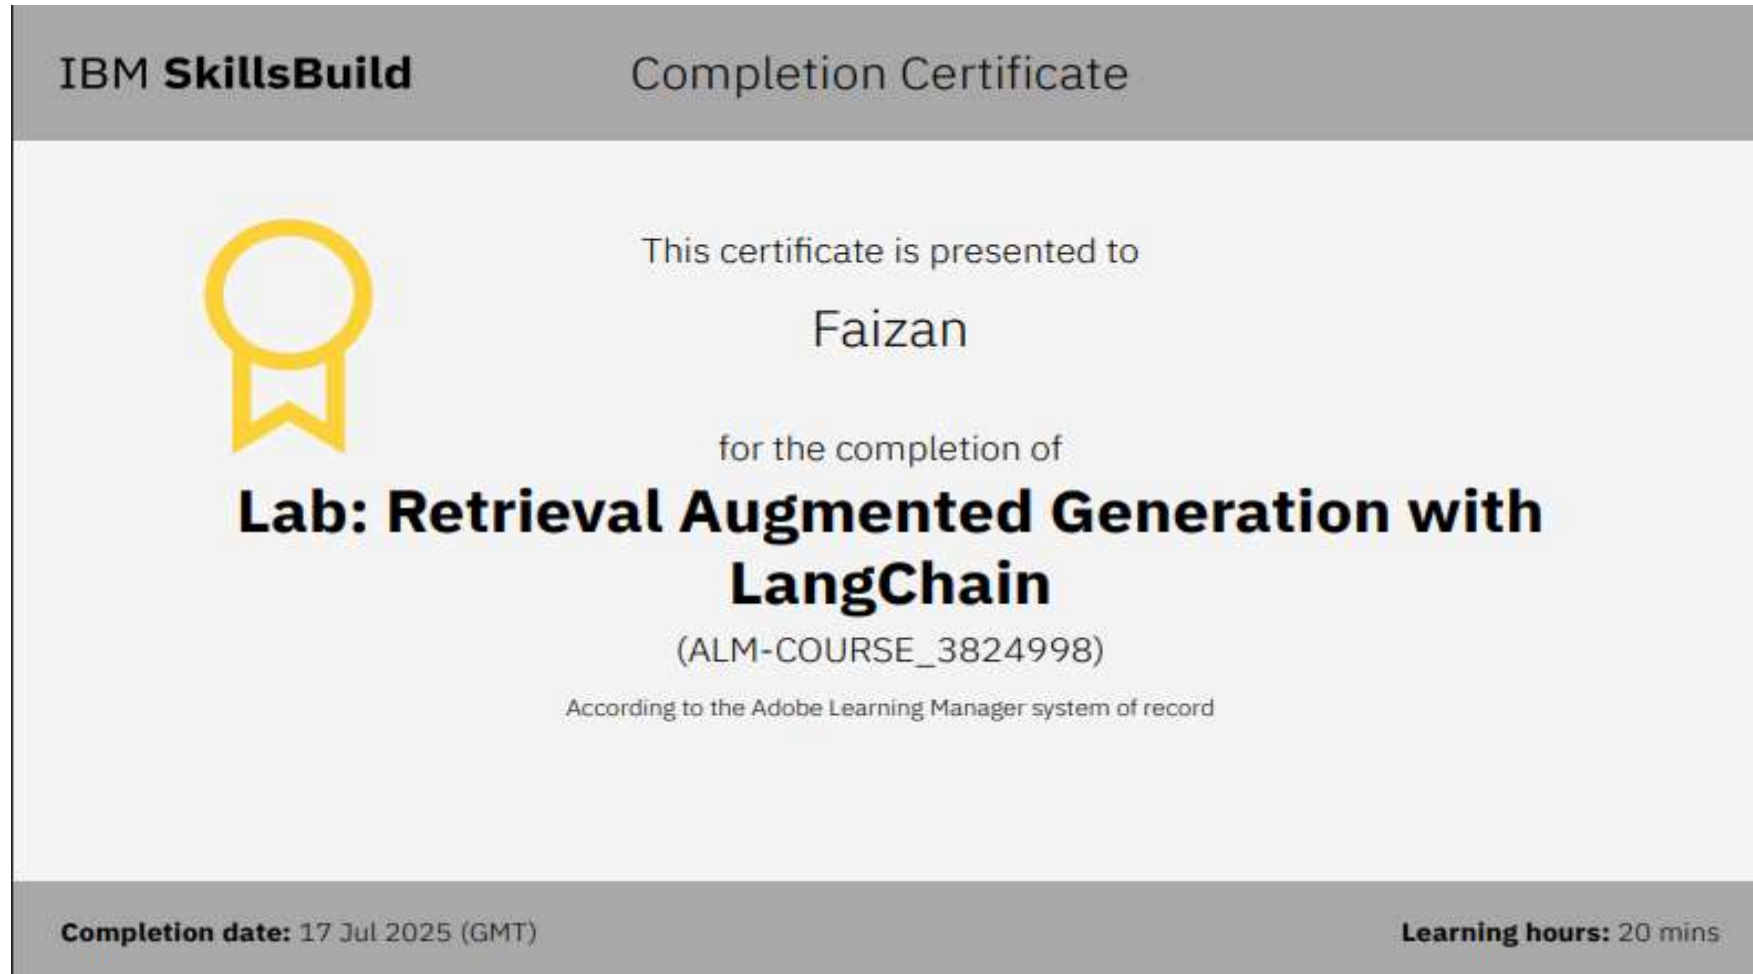 IBM SkillsBuild
Completion Certificate
This certificate is presented to
Faizan
for the completion of
Lab: Retrieval Augmented Generation with
LangChain
(ALM-COURSE_3824998)
According to the Adobe Learning Manager system of record
Completion date: 17 Jul 2025 (GMT)
Learning hours: 20 mins